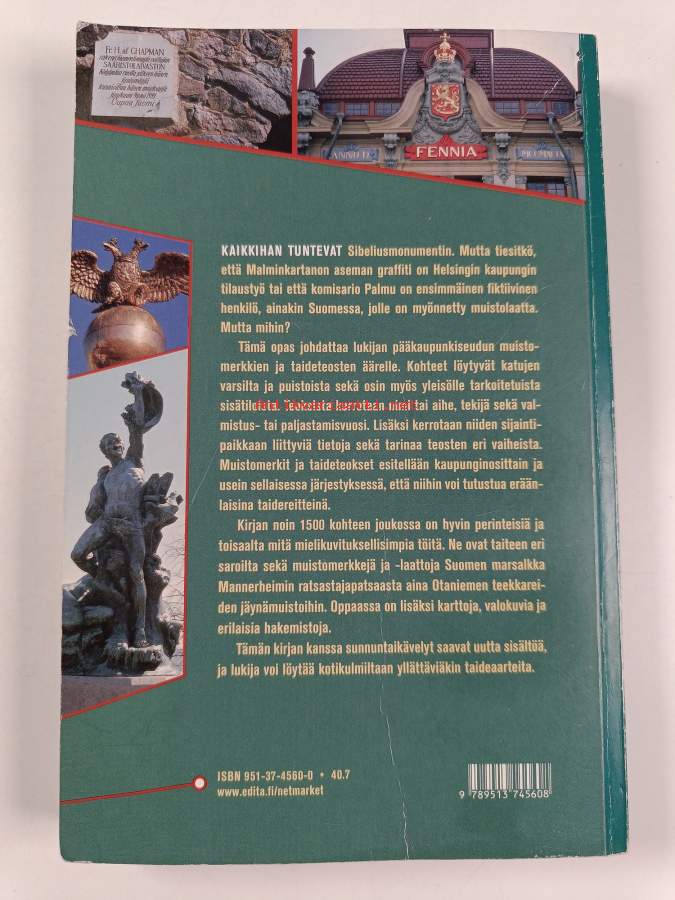 Fr. H. af CHAPMAN
SAARISTOLAIVASTON
FENNIA
KAIKKIHAN TUNTEVAT Sibeliusmonumentin. Mutta tiesitkö,
että Malminkartanon aseman graffiti on Helsingin kaupungin
tilaustyö tai että komisario Palmu on ensimmäinen fiktiivinen
henkilö, ainakin Suomessa, jolle on myönnetty muistolaatta.
Mutta mihin?
Tämä opas johdattaa lukijan pääkaupunkiseudun muisto-
merkkien ja taideteosten äärelle. Kohteet löytyvät katujen
varsilta ja puistoista sekä osin myös yleisölle tarkoitetuista
sisätiloista. Teoksista kerrotaan nimi tai aihe, tekijä sekä val-
mistus- tai paljastamisvuosi. Lisäksi kerrotaan niiden sijainti-
paikkaan liittyviä tietoja sekä tarinaa teosten eri vaiheista.
Muistomerkit ja taideteokset esitellään kaupunginosittain ja
usein sellaisessa järjestyksessä, että niihin voi tutustua erään-
laisina taidereitteinä.
Kirjan noin 1500 kohteen joukossa on hyvin perinteisiä ja
toisaalta mitä mielikuvituksellisimpia töitä. Ne ovat taiteen eri
saroilta sekä muistomerkkejä ja -laattoja Suomen marsalkka
Mannerheimin ratsastajapatsaasta aina Otaniemen teekkarei-
den jäynämuistoihin. Oppaassa on lisäksi karttoja, valokuvia ja
erilaisia hakemistoja.
Tämän kirjan kanssa sunnuntaikävelyt saavat uutta sisältöä,
ja lukija voi löytää kotikulmiltaan yllättäviäkin taideaarteita.
ISBN 951-37-4560-0 • 40.7
www.edita.fi/netmarket
9 789513 745608